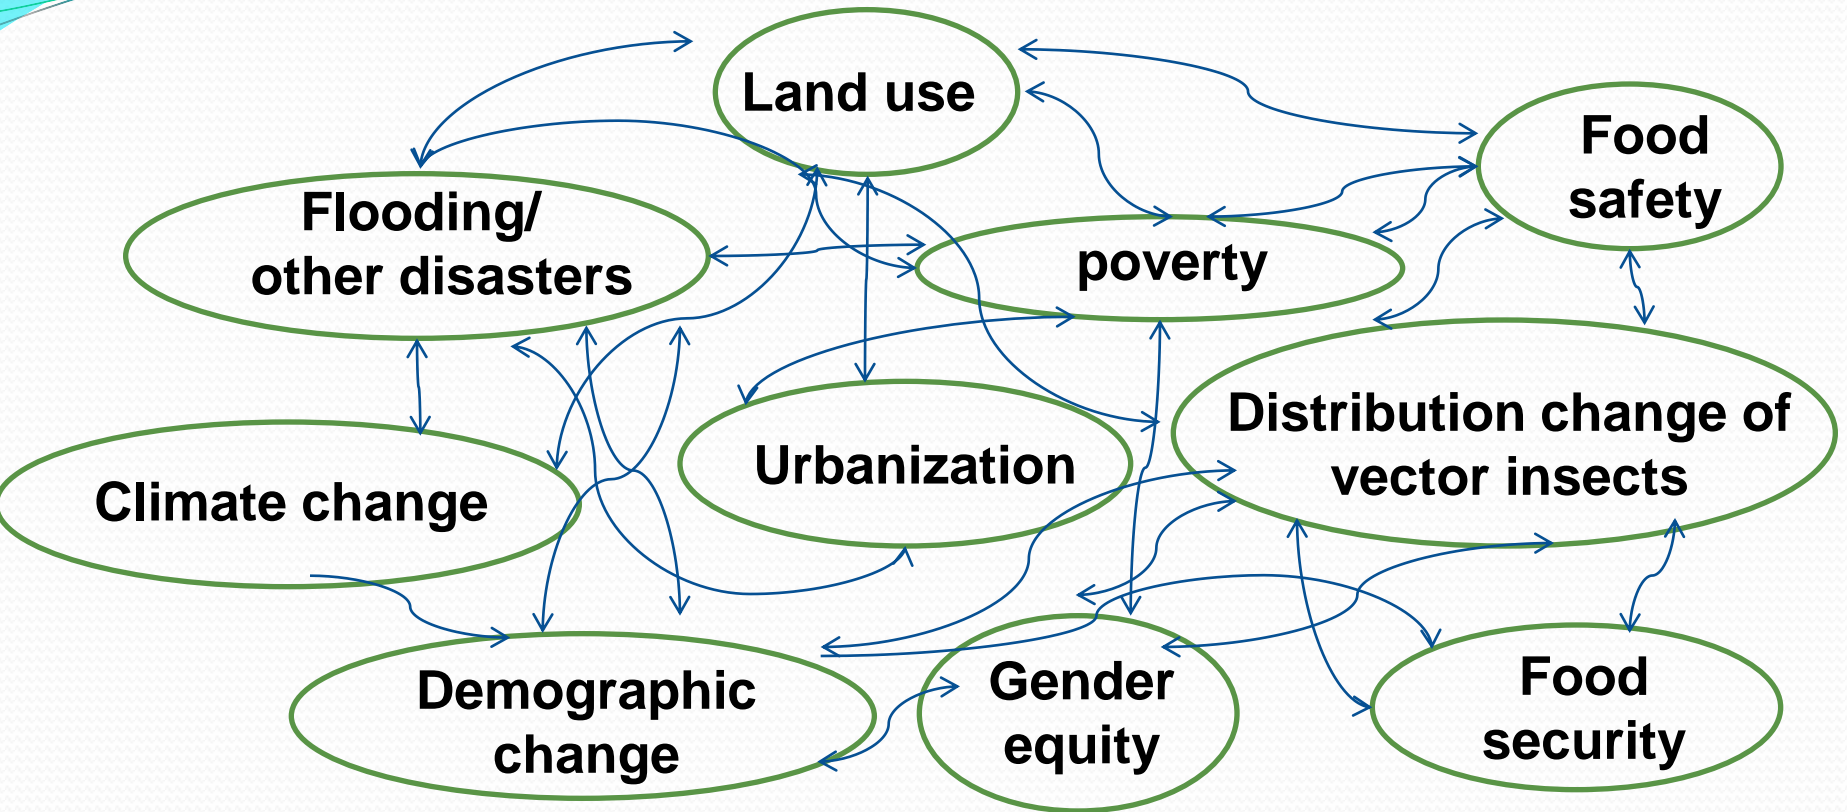 Land use
Food
safety
Flooding/
other disasters
poverty
Distribution change of
vector insects
Urbanization
Climate change
Demographic
change
Gender
equity
Food
security